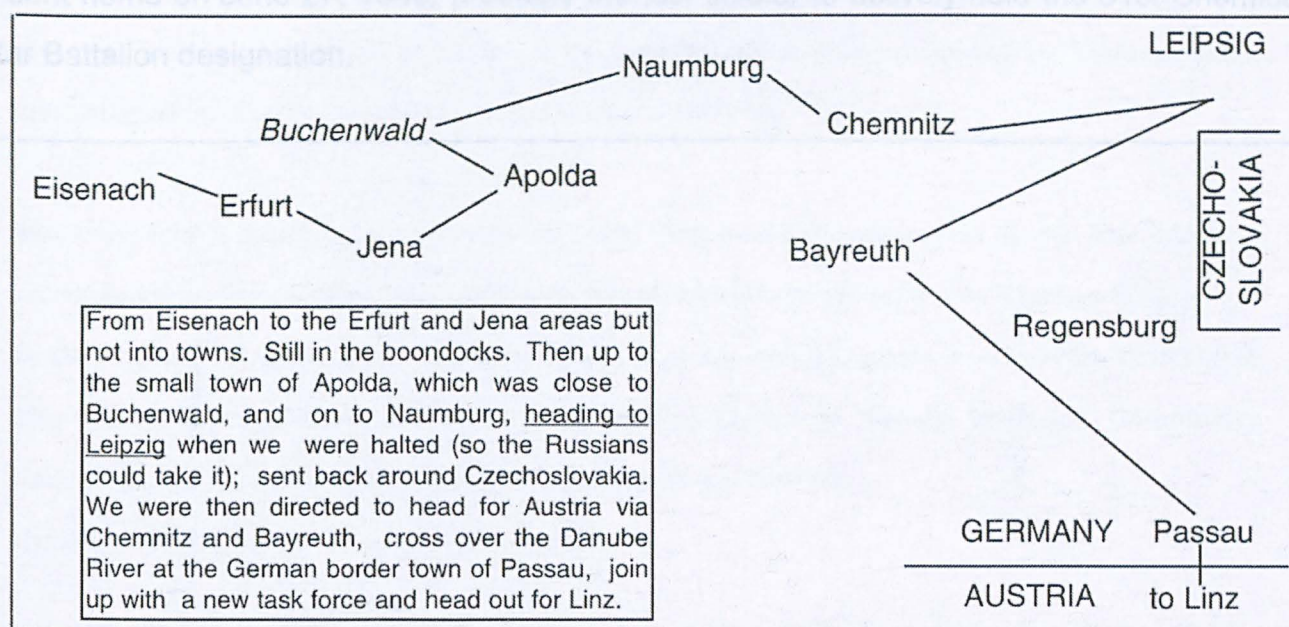 ar Battalion designation.
LEIPSIG
Naumburg
Buchenwald
Chemnitz
Eisenach
Apolda
Erfurt
Jena
CZECHO-
SLOVAKIA
Bayreuth
Regensburg
From Eisenach to the Erfurt and Jena areas but
not into towns. Still in the boondocks. Then up to
the small town of Apolda, which was close to
Buchenwald, and on to Naumburg, heading to
Leipzig when we were halted (so the Russians
could take it); sent back around Czechoslovakia.
We were then directed to head for Austria via
Chemnitz and Bayreuth, cross over the Danube
River at the German border town of Passau, join
up with a new task force and head out for Linz.
GERMANY Passau
AUSTRIA to Linz